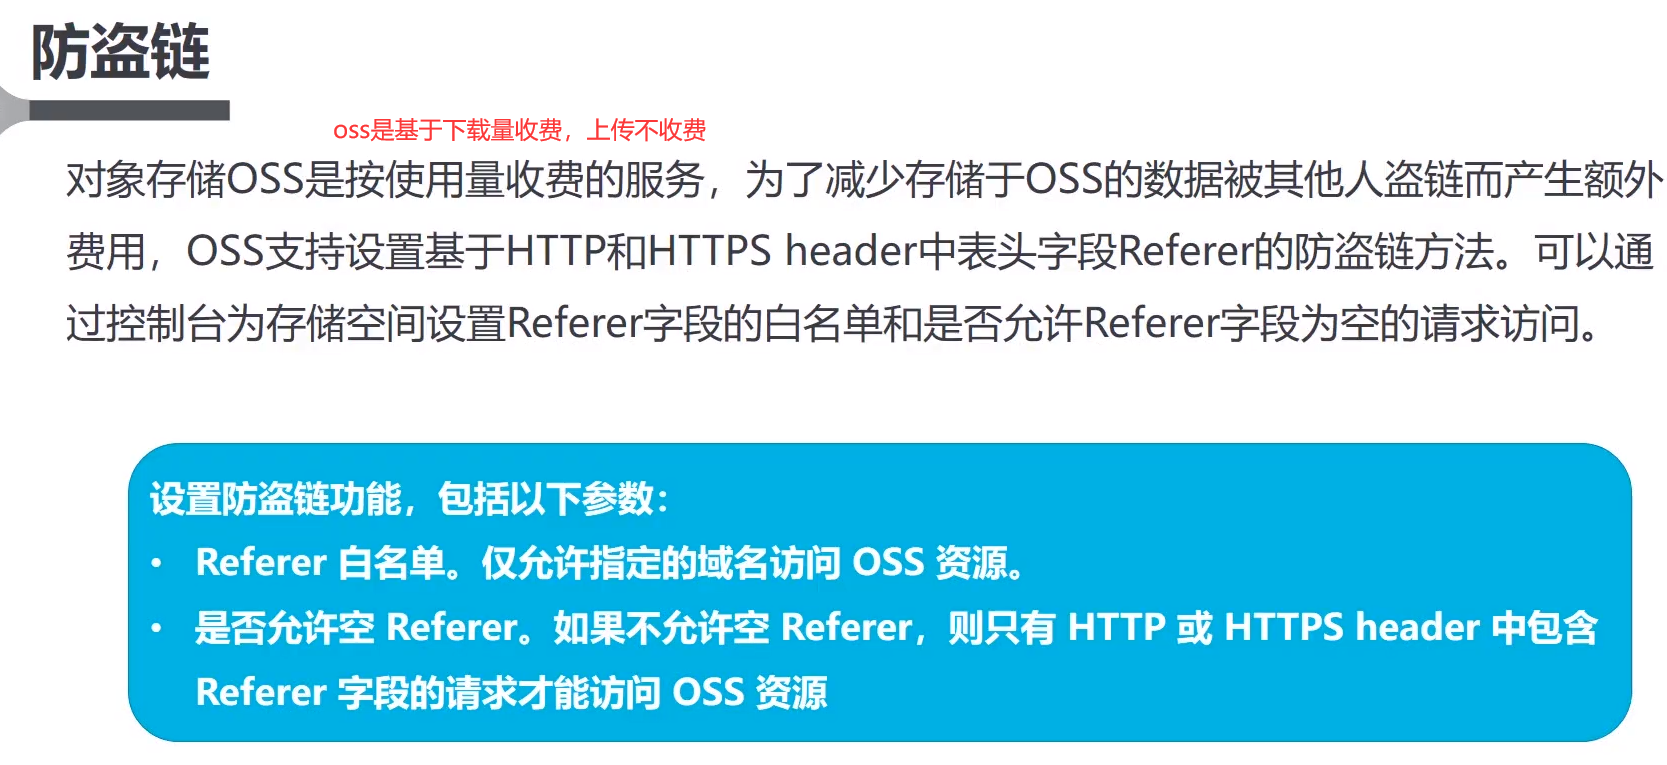 防盗链
oss是基于下载量收费，上传不收费
对象存储OSS是按使用量收费的服务，为了减少存储于OSS的数据被其他人盗链而产生额外
费用，OSS支持设置基于HTTP和HTTPS header中表头字段Referer的防盗链方法。可以通
过控制台为存储空间设置Referer字段的白名单和是否允许Referer字段为空的请求访问。
设置防盗链功能，包括以下参数：
• Referer 白名单。仅允许指定的域名访问 OSS 资源。
• 是否允许空 Referer。如果不允许空 Referer，则只有 HTTP 或 HTTPS header 中包含
Referer 字段的请求才能访问 OSS 资源